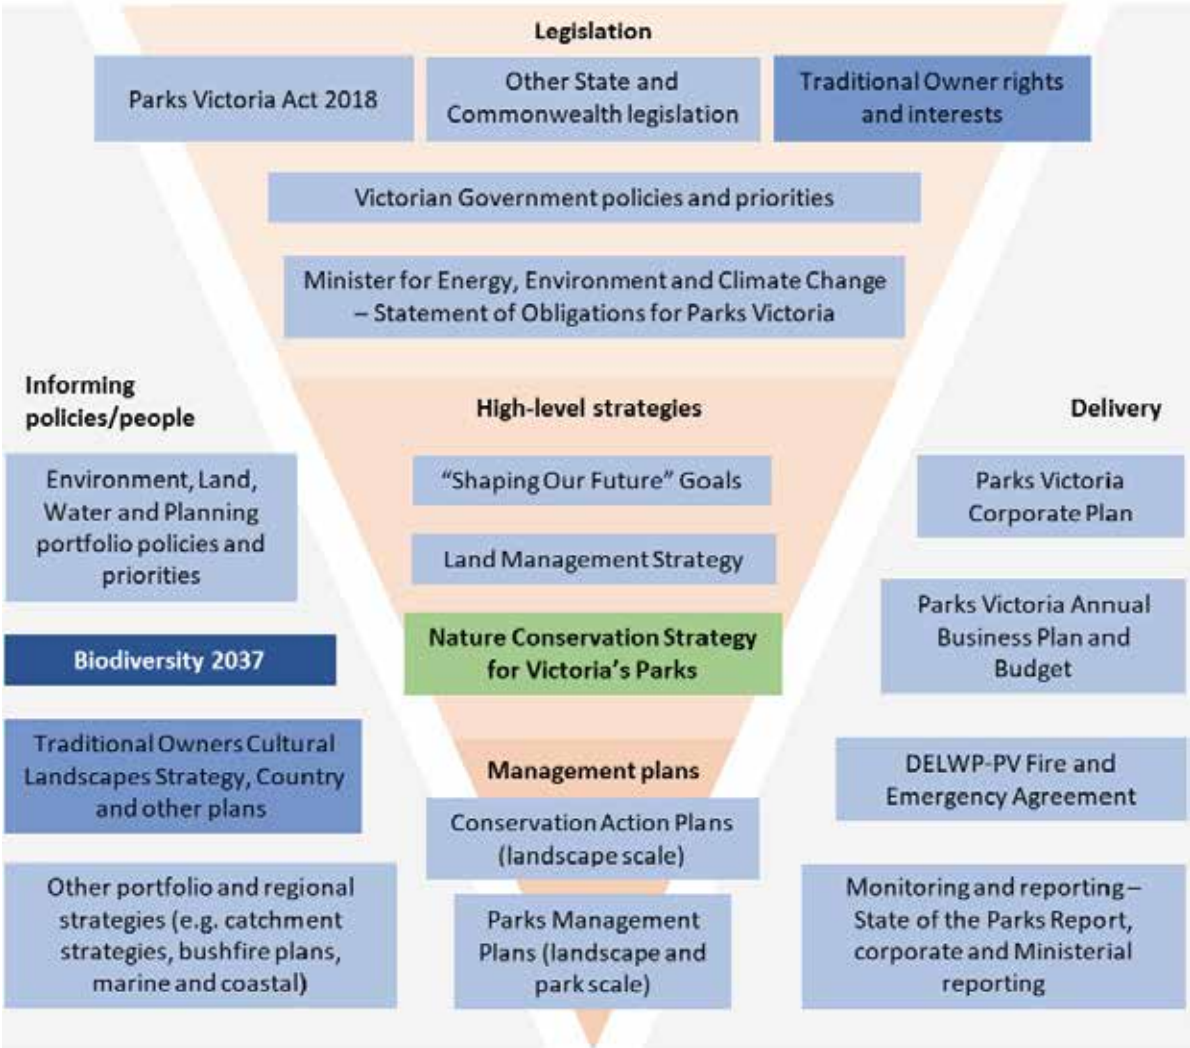 Legislation
Parks Victoria Act 2018
Other State and
Commonwealth legislation
Traditional Owner rights
and interests
Victorian Government policies and priorities
Minister for Energy, Environment and Climate Change
– Statement of Obligations for Parks Victoria
Informing
policies/people
Environment, Land,
Water and Planning
portfolio policies and
priorities
Biodiversity 2037
Traditional Owners Cultural
Landscapes Strategy, Country
and other plans
Other portfolio and regional
strategies (e.g. catchment
strategies, bushfire plans,
marine and coastal)
High-level strategies
“Shaping Our Future” Goals
Land Management Strategy
Nature Conservation Strategy
for Victoria’s Parks
Management plans
Conservation Action Plans
(landscape scale)
Parks Management
Plans (landscape and
park scale)
Delivery
Parks Victoria
Corporate Plan
Parks Victoria Annual
Business Plan and
Budget
DELWP-PV Fire and
Emergency Agreement
Monitoring and reporting –
State of the Parks Report,
corporate and Ministerial
reporting